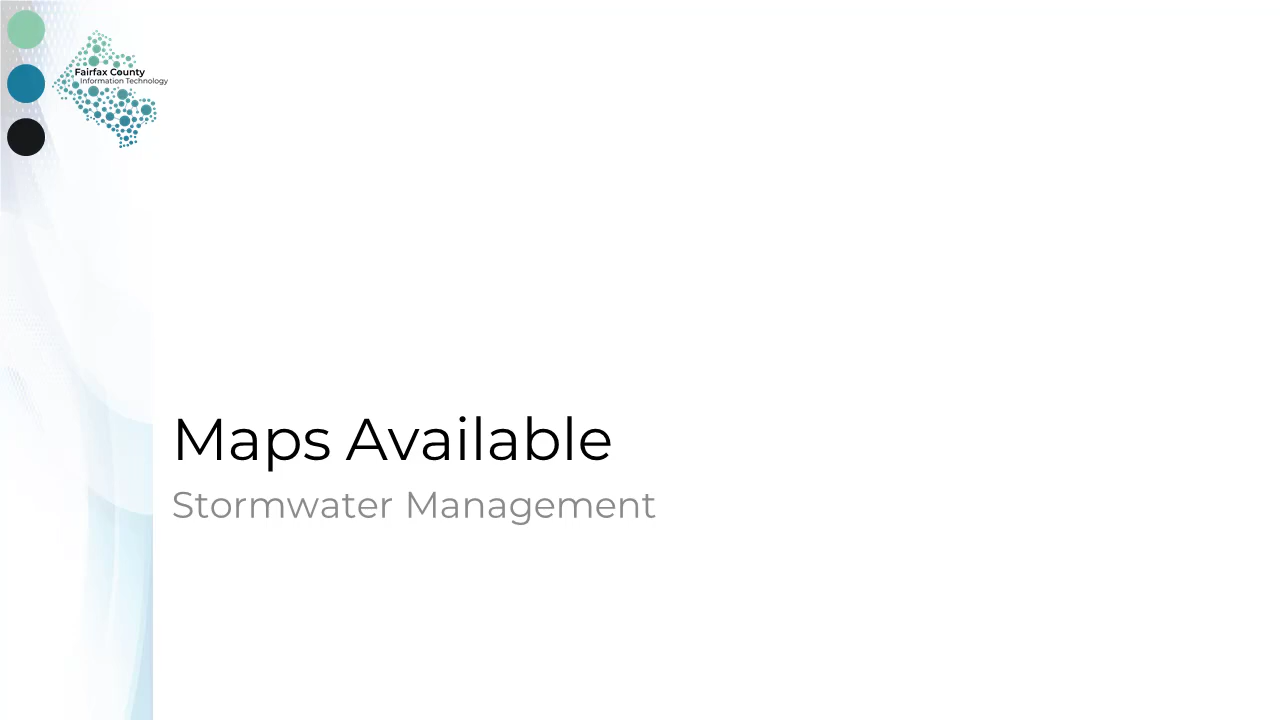 Fairfax County
Information Technology
Maps Available
Stormwater Management